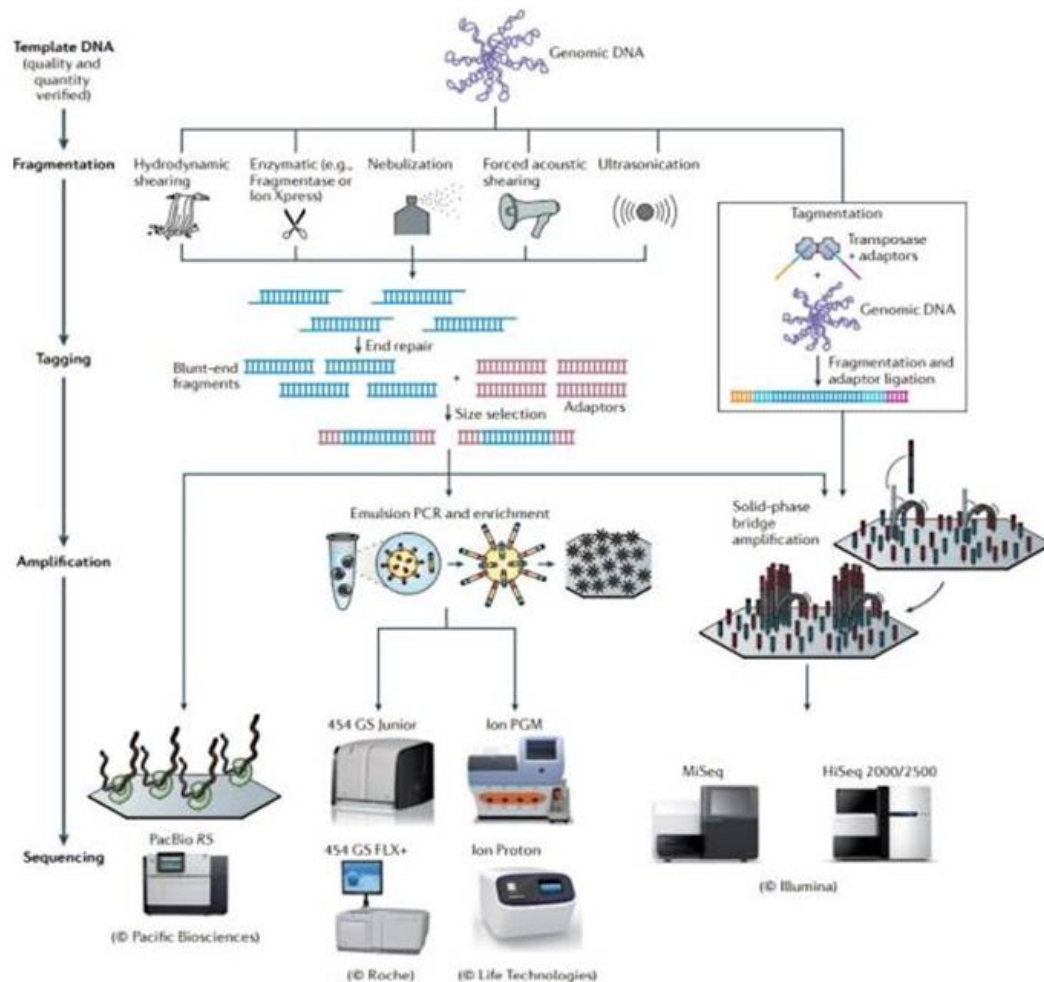 Template DNA
(quality and
quantity
verified)
Genomic DNA
Fragmentation
Hydrodynamic
shearing
Enzymatic (e.g.,
Fragmentase or
Ion Xpress)
Nebulization
Forced acoustic
shearing
Ultrasonication
Tagmentation
Transposase
+ adaptors
+
Genomic DNA
Fragmentation and
adaptor ligation
Tagging
End repair
Blunt-end
fragments
+
Adaptors
Size selection
Amplification
Emulsion PCR and enrichment
Solid-phase
bridge
amplification
Sequencing
PacBio RS
(© Pacific Biosciences)
454 GS Junior
454 GS FLX+
(© Roche)
Ion PGM
Ion Proton
(© Life Technologies)
MiSeq
HiSeq 2000/2500
(© Illumina)